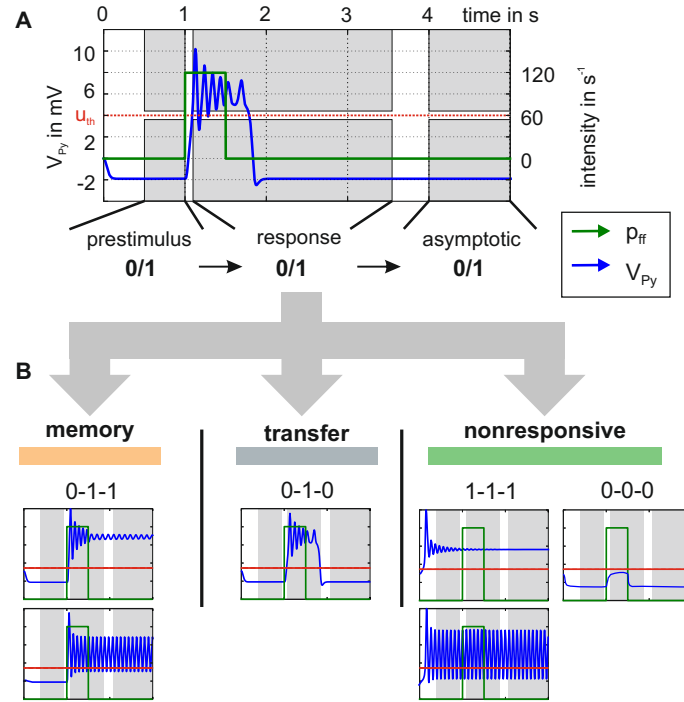 A
0 1 2 3 4 time in s
10
6
u_th
2
-2
V_Py in mV
120
60
0
intensity in s⁻¹
prestimulus response asymptotic
0/1 → 0/1 → 0/1
p_ff
V_Py
B
memory transfer nonresponsive
0-1-1 0-1-0 1-1-1 0-0-0